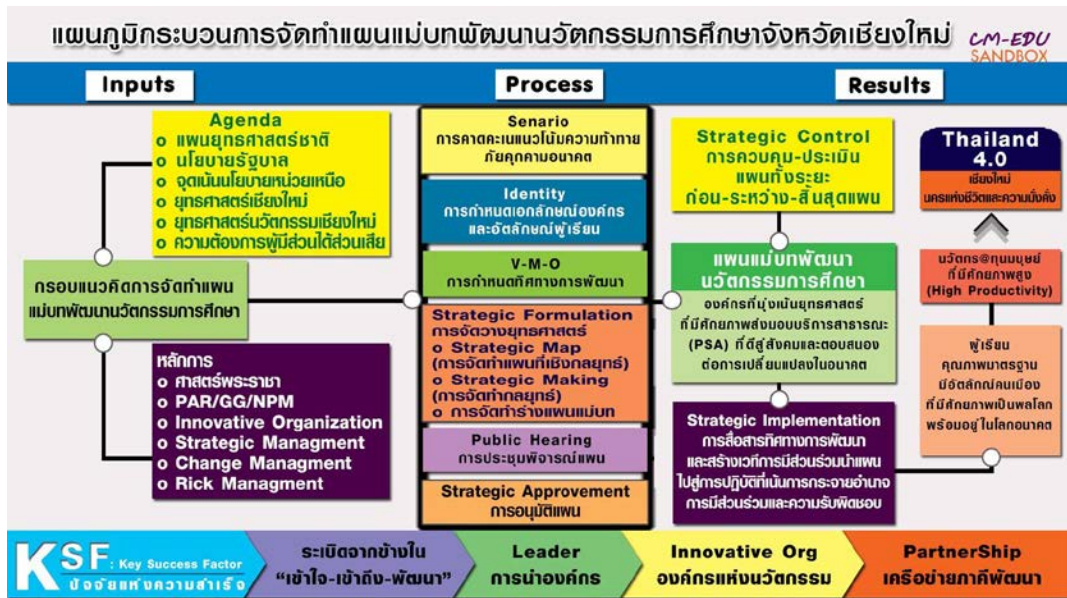 แผนภูมิกระบวนการจัดทำแผนแม่บทพัฒนานวัตกรรมการศึกษาจังหวัดเชียงใหม่
CM-EDU
SANDBOX
Inputs
Process
Results
Agenda
o แผนยุทธศาสตร์ชาติ
o นโยบายรัฐบาล
o จุดเน้นนโยบายหน่วยเหนือ
o ยุทธศาสตร์เชียงใหม่
o ยุทธศาสตร์นวัตกรรมเชียงใหม่
o ความต้องการผู้มีส่วนได้ส่วนเสีย
กรอบแนวคิดการจัดทำแผน
แม่บทพัฒนานวัตกรรมการศึกษา
หลักการ
o ศาสตร์พระราชา
o PAR/GG/NPM
o Innovative Organization
o Strategic Managment
o Change Managment
o Rick Managment
Senario
การคาดคะเนแนวโน้มความท้าทาย
ภัยคุกคามอนาคต
Identity
การกำหนดเอกลักษณ์องค์กร
และอัตลักษณ์ผู้เรียน
V-M-O
การกำหนดทิศทางการพัฒนา
Strategic Formulation
การจัดวางยุทธศาสตร์
o Strategic Map
(การจัดทำแผนที่เชิงกลยุทธ์)
o Strategic Making
(การจัดทำกลยุทธ์)
o การจัดทำร่างแผนแม่บท
Public Hearing
การประชุมพิจารณ์แผน
Strategic Approvement
การอนุมัติแผน
Strategic Control
การควบคุม-ประเมิน
แผนทั้งระยะ
ก่อน-ระหว่าง-สิ้นสุดแผน
แผนแม่บทพัฒนา
นวัตกรรมการศึกษา
องค์กรที่มุ่งเน้นยุทธศาสตร์
ที่มีศักยภาพส่งมอบบริการสาธารณะ
(PSA) ที่ดีสู่สังคมและตอบสนอง
ต่อการเปลี่ยนแปลงในอนาคต
Strategic Implementation
การสื่อสารทิศทางการพัฒนา
และสร้างเวทีการมีส่วนร่วมนำแผน
ไปสู่การปฏิบัติที่เน้นการกระจายอำนาจ
การมีส่วนร่วมและความรับผิดชอบ
Thailand
4.0
เชียงใหม่
นครแห่งชีวิตและความมั่งคั่ง
นวัตกร@ทุนมนุษย์
ที่มีศักยภาพสูง
(High Productivity)
ผู้เรียน
คุณภาพมาตรฐาน
มีอัตลักณ์คนเมือง
ที่มีศักยภาพเป็นพลโลก
พร้อมอยู่ในโลกอนาคต
KSF : Key Success Factor
ปัจจัยแห่งความสำเร็จ
ระเบิดจากข้างใน
“เข้าใจ-เข้าถึง-พัฒนา”
Leader
การนำองค์กร
Innovative Org
องค์กรแห่งนวัตกรรม
PartnerShip
เครือข่ายภาคีพัฒนา